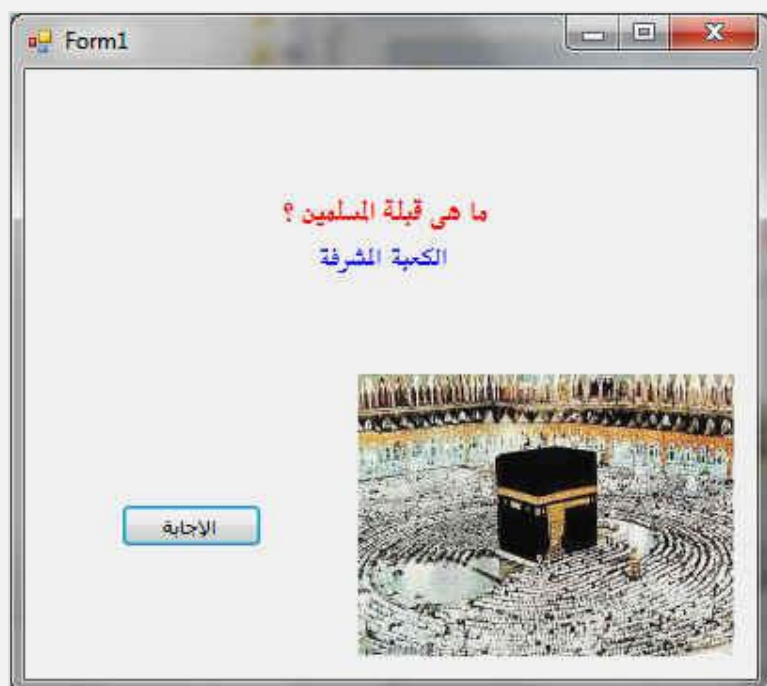 Form1
ما هى قبلة المسلمين ؟
الكعبة المشرفة
الإجابة